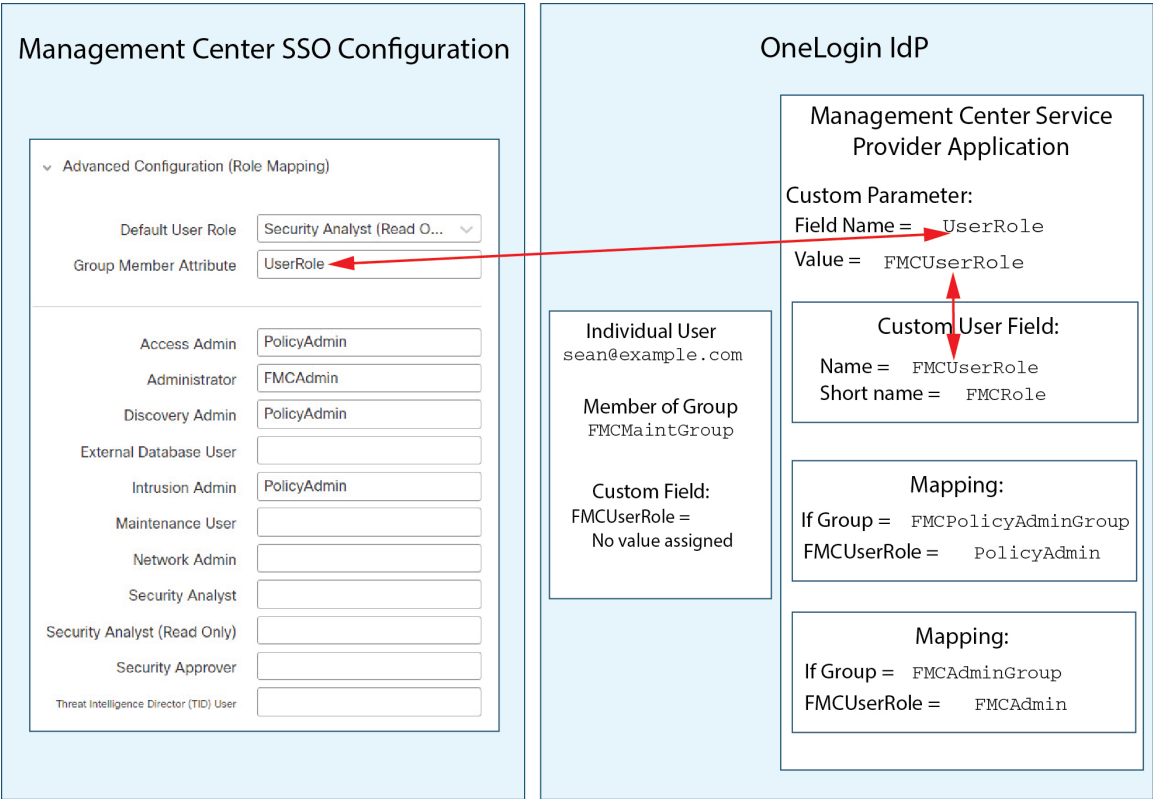 Management Center SSO Configuration
Advanced Configuration (Role Mapping)
Default User Role Security Analyst (Read O...
Group Member Attribute UserRole
Access Admin PolicyAdmin
Administrator FMCAdmin
Discovery Admin PolicyAdmin
External Database User
Intrusion Admin PolicyAdmin
Maintenance User
Network Admin
Security Analyst
Security Analyst (Read Only)
Security Approver
Threat Intelligence Director (TID) User
OneLogin IdP
Individual User
sean@example.com
Member of Group
FMCMaintGroup
Custom Field:
FMCUserRole =
No value assigned
Management Center Service
Provider Application
Custom Parameter:
Field Name = UserRole
Value = FMCUserRole
Custom User Field:
Name = FMCUserRole
Short name = FMCRole
Mapping:
If Group = FMCPolicyAdminGroup
FMCUserRole = PolicyAdmin
Mapping:
If Group = FMCAdminGroup
FMCUserRole = FMCAdmin